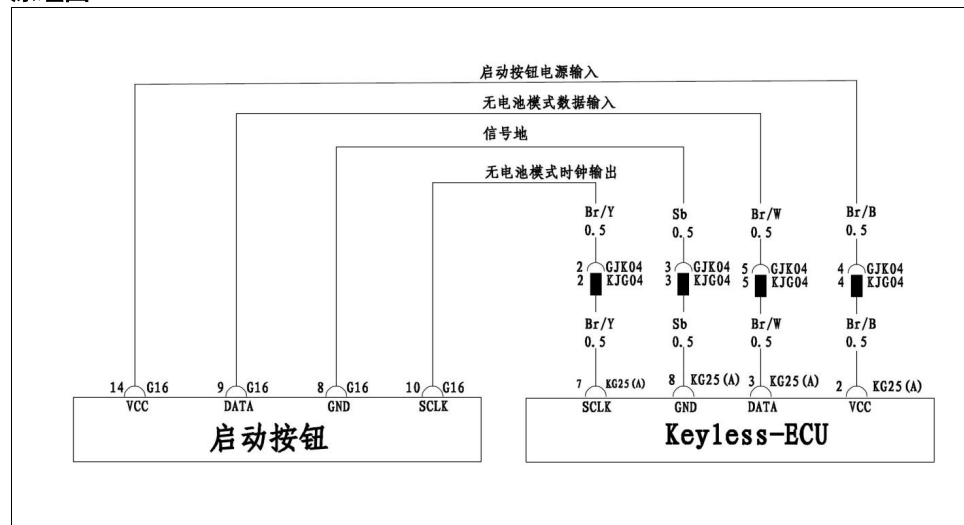 启动按钮电源输入
无电池模式数据输入
信号地
无电池模式时钟输出
Br/Y Sb Br/W Br/B
0.5 0.5 0.5 0.5
2 GJK04 3 GJK04 5 GJK04 4 GJK04
2 KJG04 3 KJG04 5 KJG04 4 KJG04
Br/Y Sb Br/W Br/B
0.5 0.5 0.5 0.5
14 G16 9 G16 8 G16 10 G16 7 KG25(A) 8 KG25(A) 3 KG25(A) 2 KG25(A)
VCC DATA GND SCLK SCLK GND DATA VCC
启动按钮 Keyless-ECU